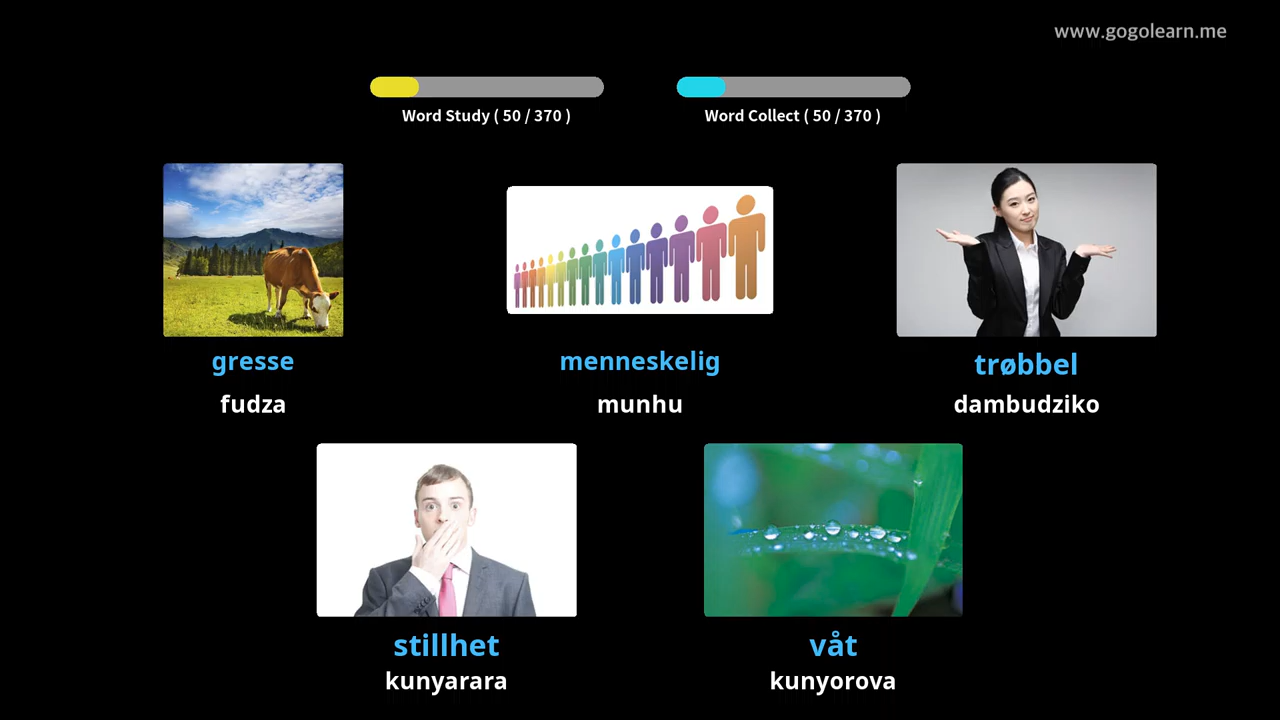 www.gogolearn.me
Word Study ( 50 / 370 )
Word Collect ( 50 / 370 )
gresse
fudza
menneskelig
munhu
trøbbel
dambudziko
stillhet
kunyarara
våt
kunyorova